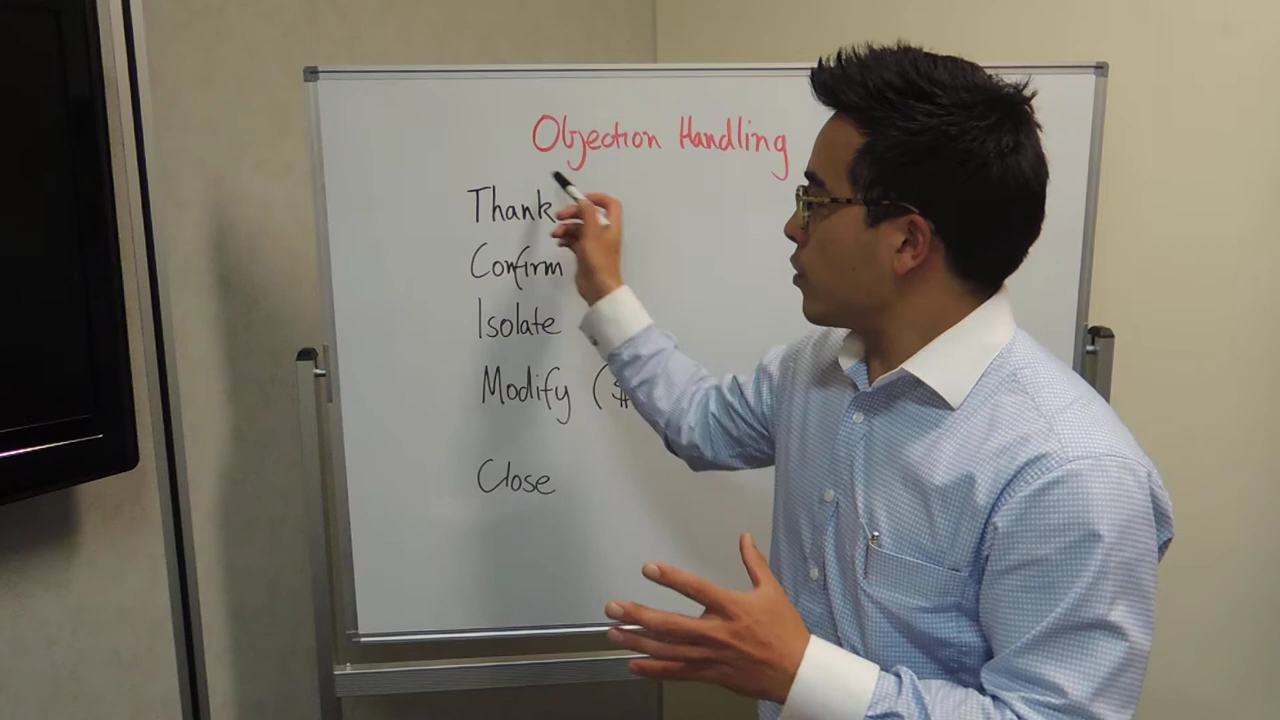 Objection Handling
Thank
Confirm
Isolate
Modify ($
Close